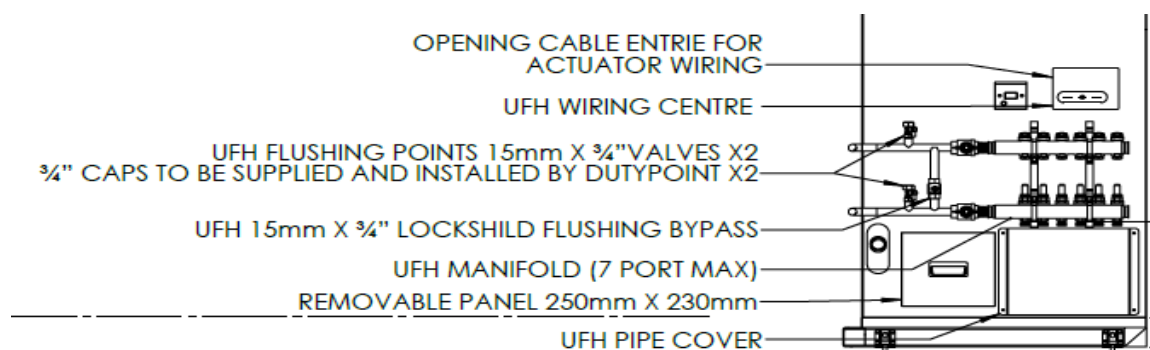 OPENING CABLE ENTRIE FOR
ACTUATOR WIRING
UFH WIRING CENTRE
UFH FLUSHING POINTS 15mm X ¾"VALVES X2
¾" CAPS TO BE SUPPLIED AND INSTALLED BY DUTYPOINT X2
UFH 15mm X ¾" LOCKSHILD FLUSHING BYPASS
UFH MANIFOLD (7 PORT MAX)
REMOVABLE PANEL 250mm X 230mm
UFH PIPE COVER